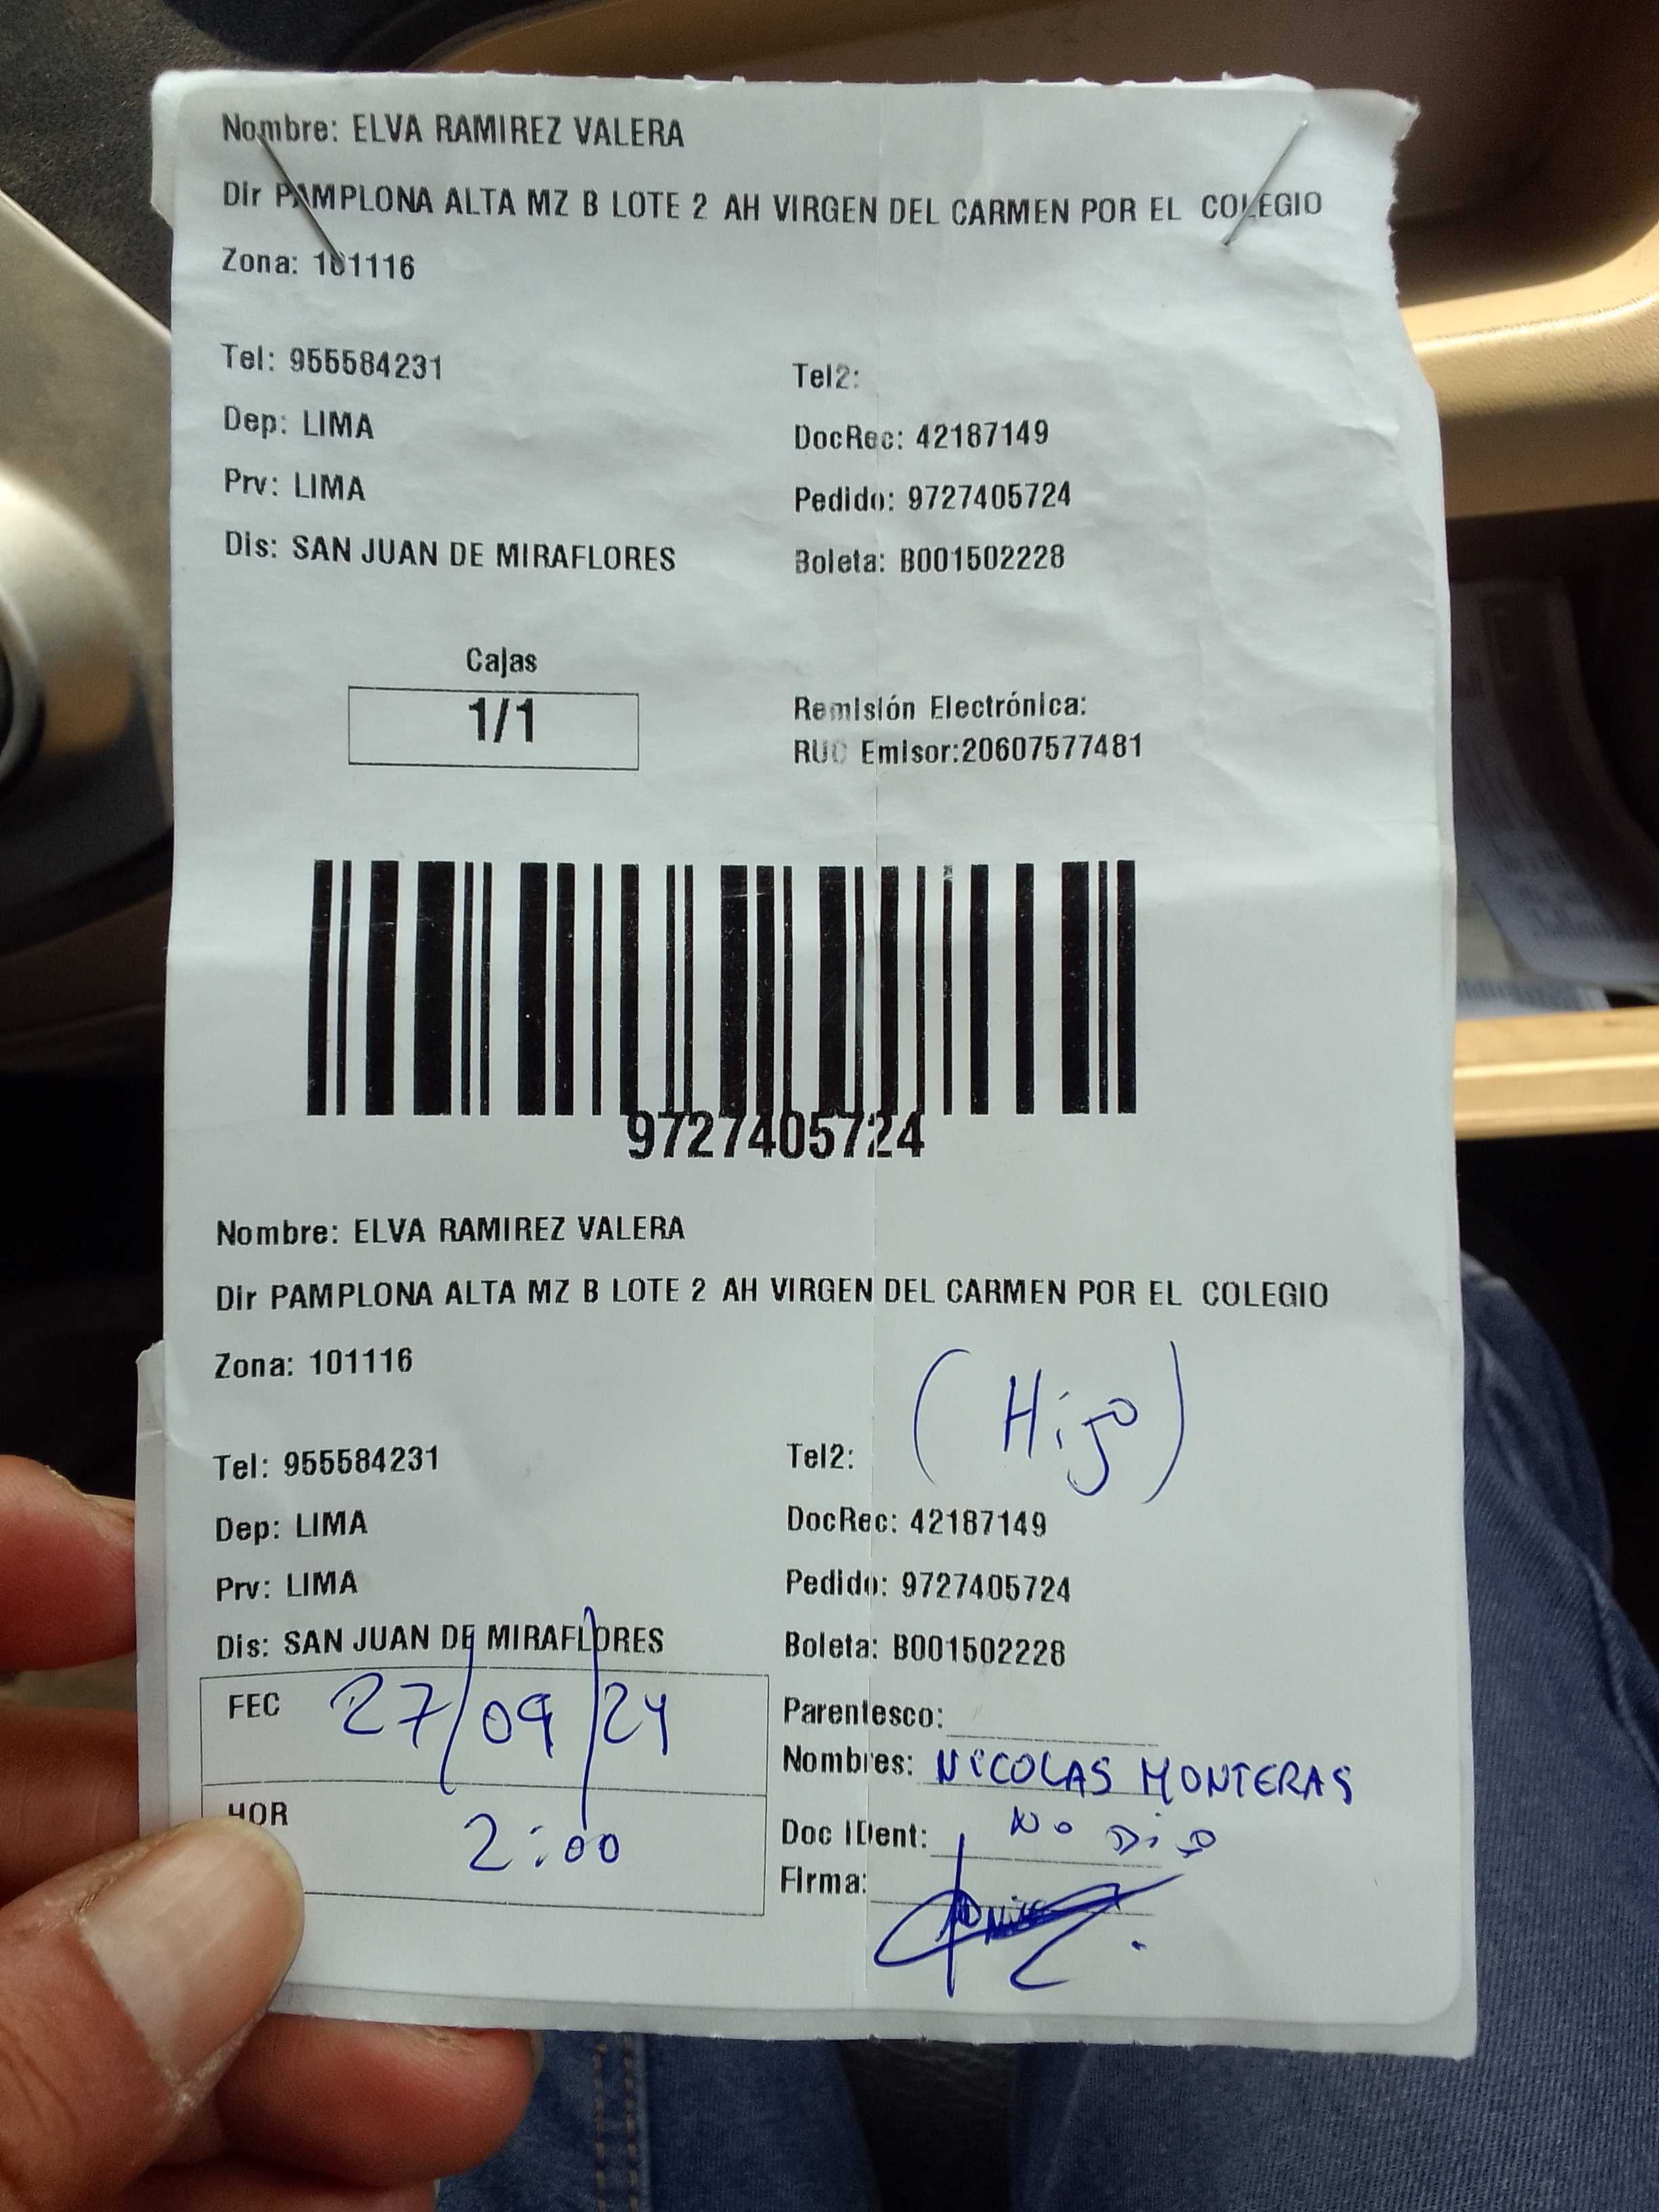 Nombre: ELVA RAMIREZ VALERA
Dir PAMPLONA ALTA MZ B LOTE 2 AH VIRGEN DEL CARMEN POR EL COLEGIO
Zona: 101116
Tel: 955584231 Tel2:
Dep: LIMA DocRec: 42187149
Prv: LIMA Pedido: 9727405724
Dis: SAN JUAN DE MIRAFLORES Boleta: B001502228
Cajas
1/1
Remisión Electrónica:
RUC Emisor:20607577481
9727405724
Nombre: ELVA RAMIREZ VALERA
Dir PAMPLONA ALTA MZ B LOTE 2 AH VIRGEN DEL CARMEN POR EL COLEGIO
Zona: 101116
(Hijo)
Tel: 955584231 Tel2:
Dep: LIMA DocRec: 42187149
Prv: LIMA Pedido: 9727405724
Dis: SAN JUAN DE MIRAFLORES Boleta: B001502228
FEC 27/09/24
Parentesco:
Nombres: NICOLAS MONTERAS
HOR 2:00
Doc IDent: NO DIO
Firma: